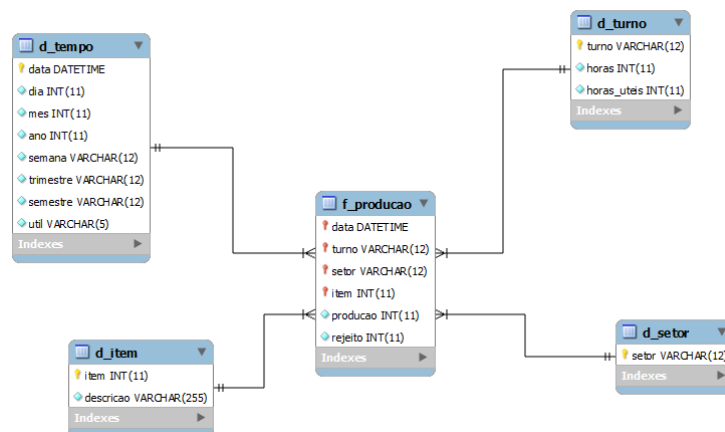 d_tempo
data DATETIME
dia INT(11)
mes INT(11)
ano INT(11)
semana VARCHAR(12)
trimestre VARCHAR(12)
semestre VARCHAR(12)
util VARCHAR(5)
Indexes
d_turno
turno VARCHAR(12)
horas INT(11)
horas_uteis INT(11)
Indexes
f_producao
data DATETIME
turno VARCHAR(12)
setor VARCHAR(12)
item INT(11)
producao INT(11)
rejeito INT(11)
Indexes
d_item
item INT(11)
descricao VARCHAR(255)
Indexes
d_setor
setor VARCHAR(12)
Indexes